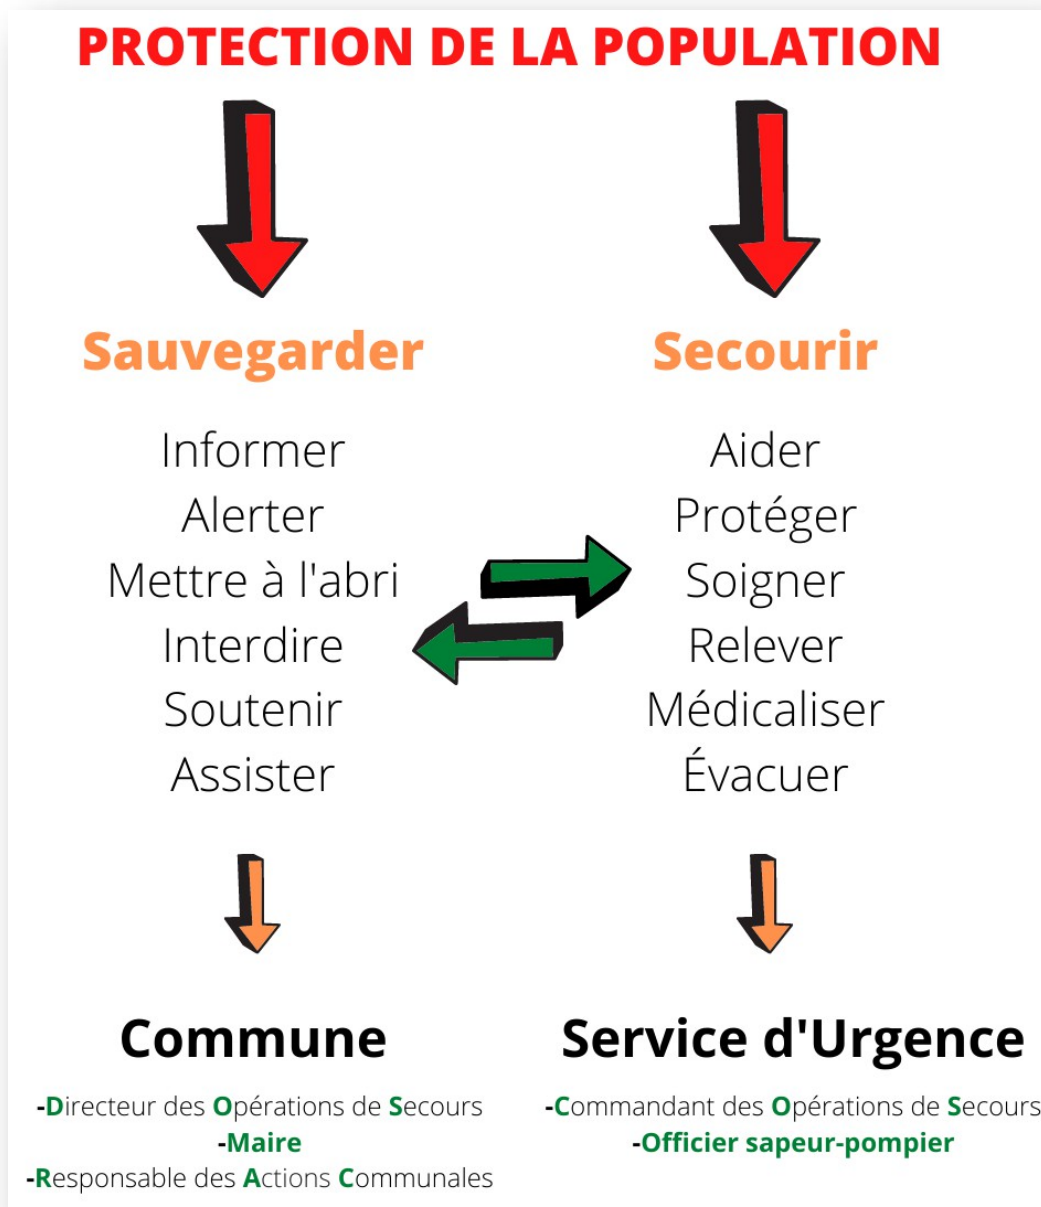 PROTECTION DE LA POPULATION
Sauvegarder
Informer
Alerter
Mettre à l'abri
Interdire
Soutenir
Assister
Commune
-Directeur des Opérations de Secours
-Maire
-Responsable des Actions Communales
Secourir
Aider
Protéger
Soigner
Relever
Médicaliser
Évacuer
Service d'Urgence
-Commandant des Opérations de Secours
-Officier sapeur-pompier